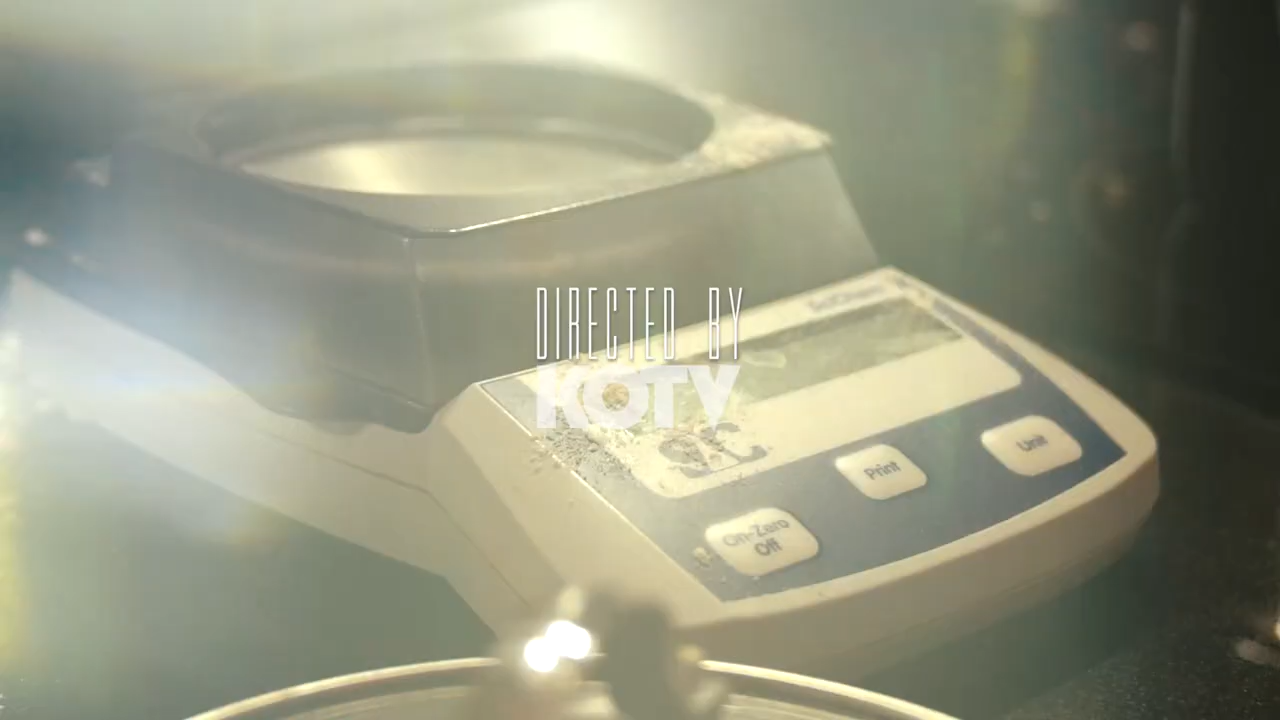 DIRECTED BY
KOTV
Unit
Print
On-Zero
Off